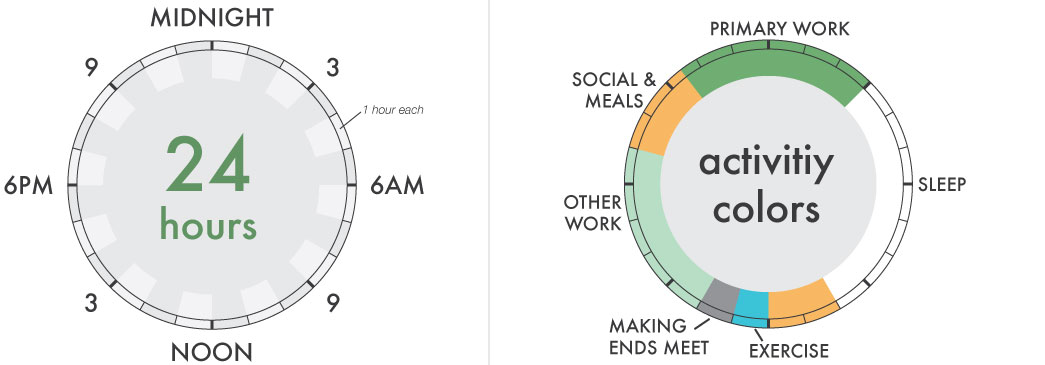 MIDNIGHT
9
3
1 hour each
6PM
24
hours
6AM
3
9
NOON
PRIMARY WORK
SOCIAL &
MEALS
activitiy
colors
SLEEP
OTHER
WORK
MAKING
ENDS MEET
EXERCISE